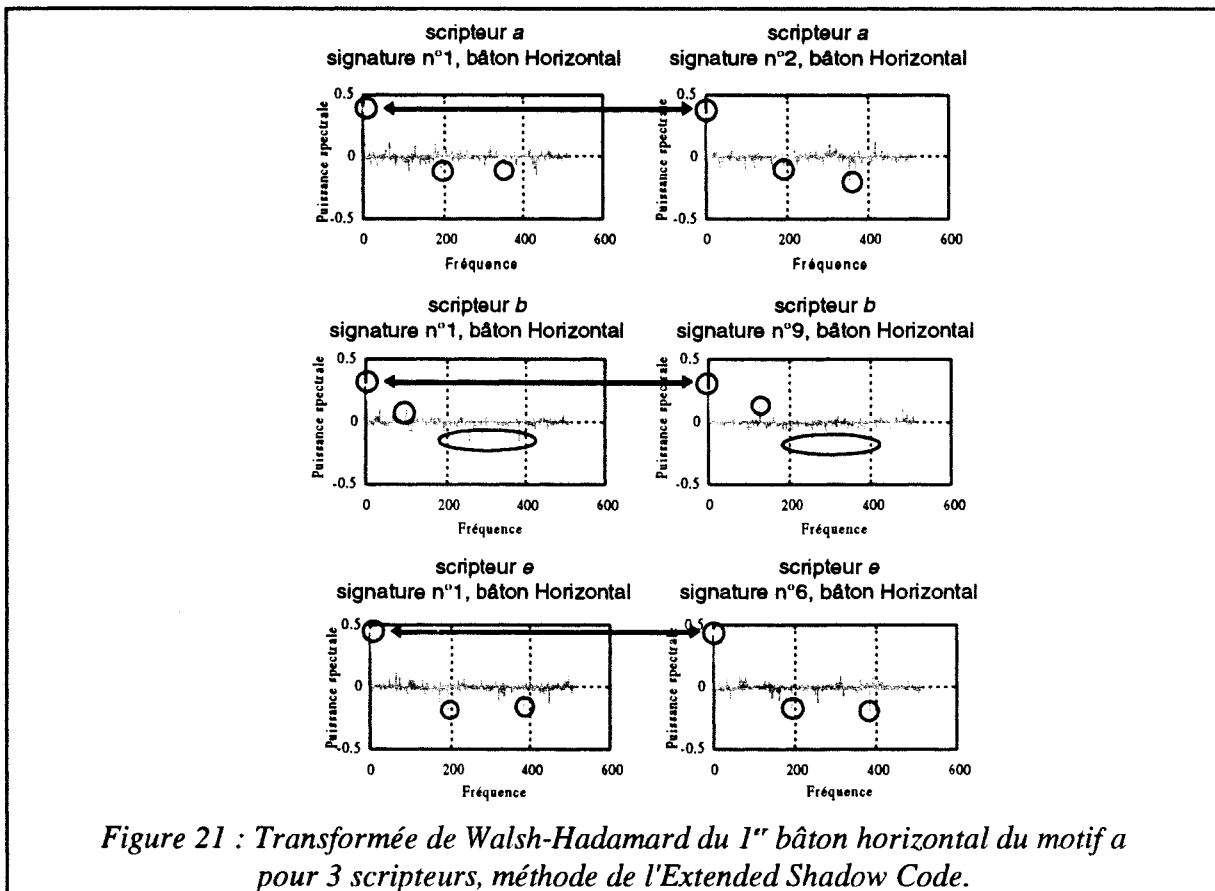 scripteur a
signature n°1, bâton Horizontal
scripteur a
signature n°2, bâton Horizontal
Puissance spectrale
0.5
0
-0.5
0 200 400 600
Fréquence
Puissance spectrale
0.5
0
-0.5
0 200 400 600
Fréquence
scripteur b
signature n°1, bâton Horizontal
scripteur b
signature n°9, bâton Horizontal
Puissance spectrale
0.5
0
-0.5
0 200 400 600
Fréquence
Puissance spectrale
0.5
0
-0.5
0 200 400 600
Fréquence
scripteur e
signature n°1, bâton Horizontal
scripteur e
signature n°6, bâton Horizontal
Puissance spectrale
0.5
0
-0.5
0 200 400 600
Fréquence
Puissance spectrale
0.5
0
-0.5
0 200 400 600
Fréquence
Figure 21 : Transformée de Walsh-Hadamard du 1er bâton horizontal du motif a
pour 3 scripteurs, méthode de l'Extended Shadow Code.